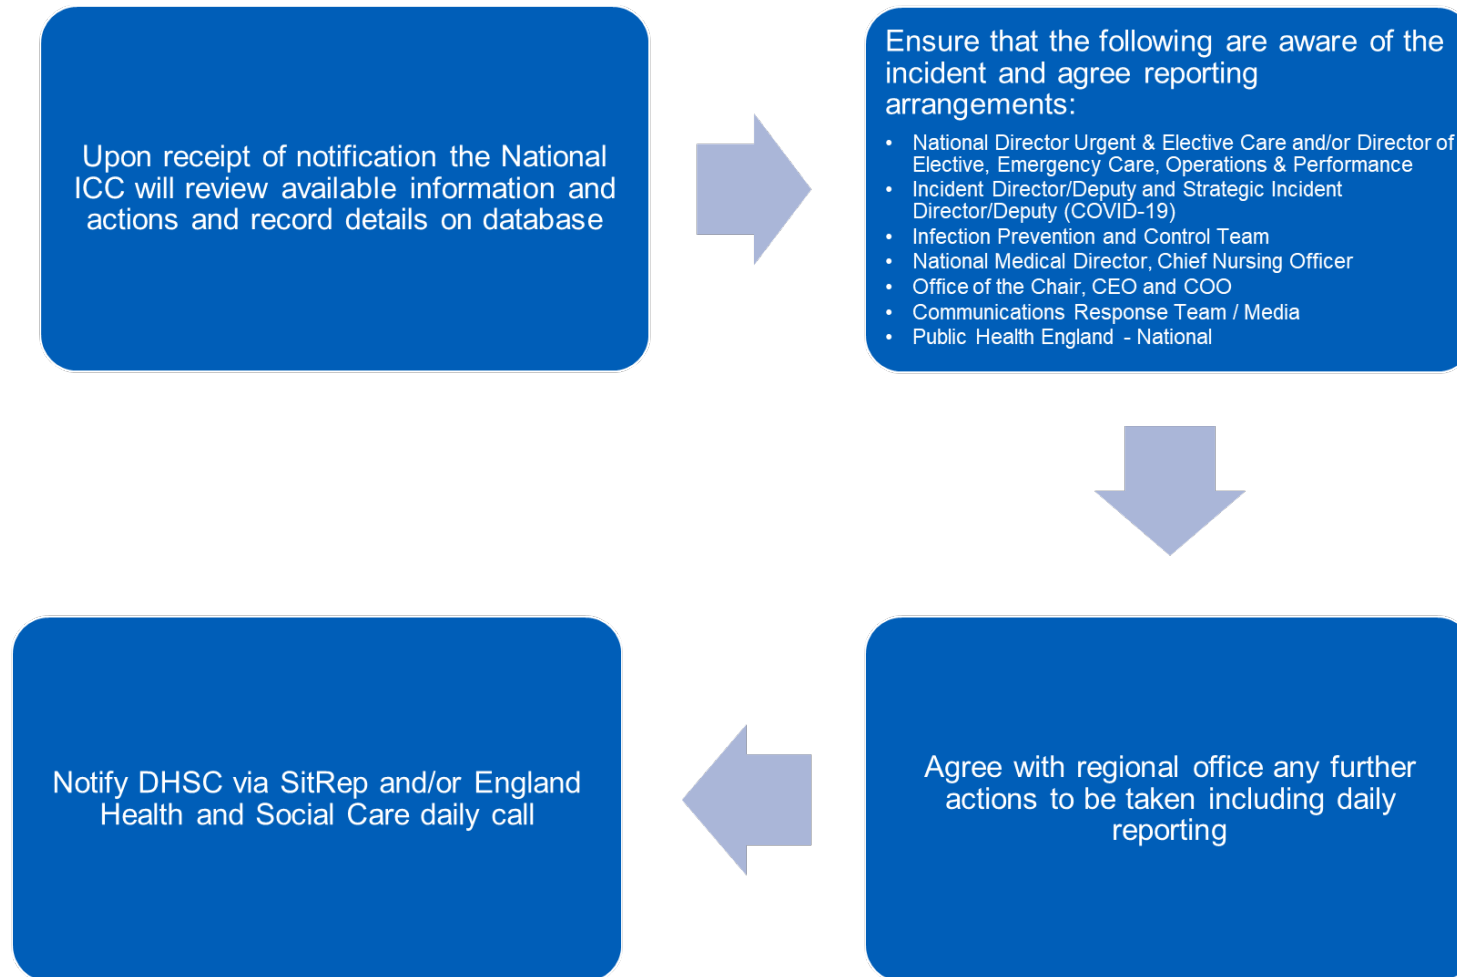 Upon receipt of notification the National
ICC will review available information and
actions and record details on database
Ensure that the following are aware of the
incident and agree reporting
arrangements:
• National Director Urgent & Elective Care and/or Director of
Elective, Emergency Care, Operations & Performance
• Incident Director/Deputy and Strategic Incident
Director/Deputy (COVID-19)
• Infection Prevention and Control Team
• National Medical Director, Chief Nursing Officer
• Office of the Chair, CEO and COO
• Communications Response Team / Media
• Public Health England - National
Agree with regional office any further
actions to be taken including daily
reporting
Notify DHSC via SitRep and/or England
Health and Social Care daily call